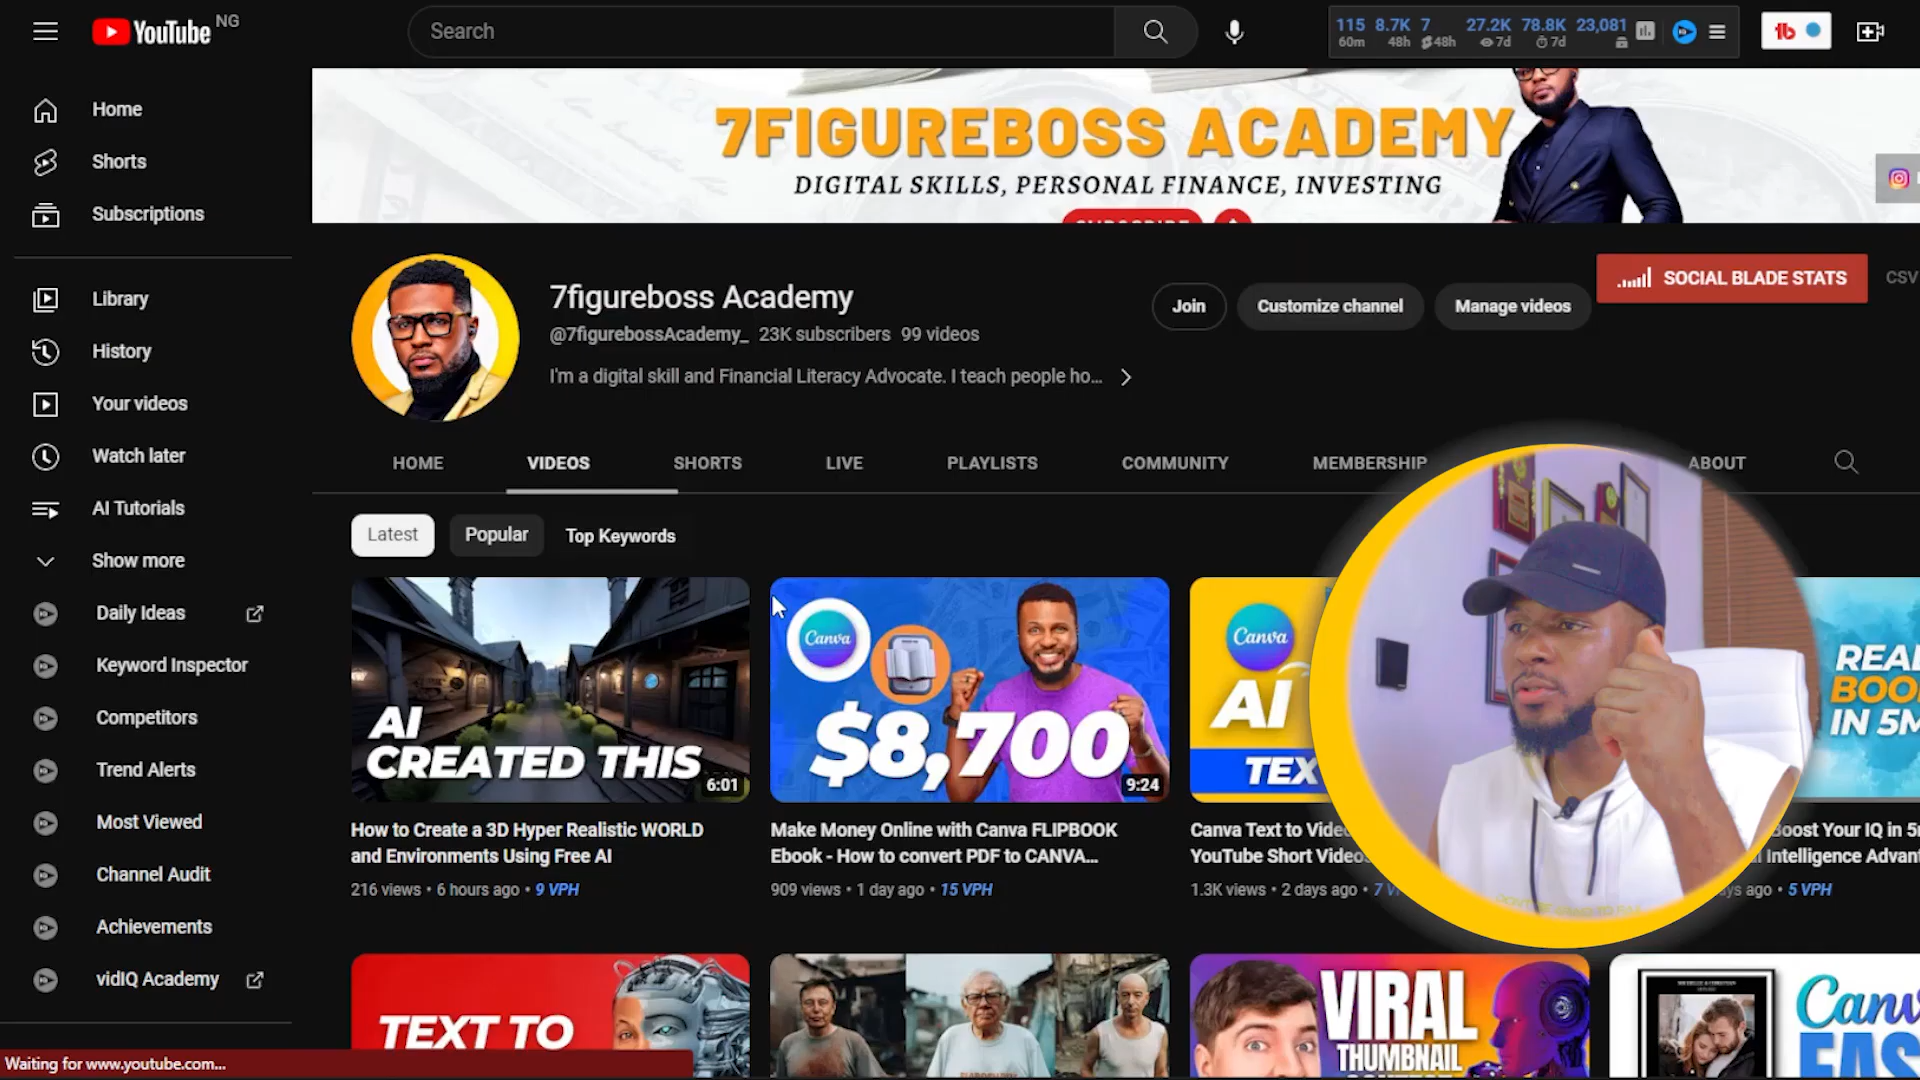 YouTube NG
Search
115 8.7K 7 27.2K 78.8K 23,081
60m 48h 48h 7d 7d
Home
Shorts
Subscriptions
Library
History
Your videos
Watch later
AI Tutorials
Show more
Daily Ideas
Keyword Inspector
Competitors
Trend Alerts
Most Viewed
Channel Audit
Achievements
vidIQ Academy
Waiting for www.youtube.com...
7FIGUREBOSS ACADEMY
DIGITAL SKILLS, PERSONAL FINANCE, INVESTING
SUBSCRIBE
7figureboss Academy
@7figurebossAcademy_ 23K subscribers 99 videos
I'm a digital skill and Financial Literacy Advocate. I teach people ho...
Join
Customize channel
Manage videos
SOCIAL BLADE STATS
CSV
HOME VIDEOS SHORTS LIVE PLAYLISTS COMMUNITY MEMBERSHIP ABOUT
Latest Popular Top Keywords
AI
CREATED THIS
6:01
How to Create a 3D Hyper Realistic WORLD
and Environments Using Free AI
216 views • 6 hours ago • 9 VPH
Canva
$8,700
9:24
Make Money Online with Canva FLIPBOOK
Ebook - How to convert PDF to CANVA...
909 views • 1 day ago • 15 VPH
Canva
AI
TEX
Canva Text to Vide
YouTube Short Videos
1.3K views • 2 days ago • 7 V
REA
BOO
IN 5M
Boost Your IQ in 5
Intelligence Advan
ago • 5 VPH
TEXT TO
VIRAL
THUMBNAIL
Canv
EAS